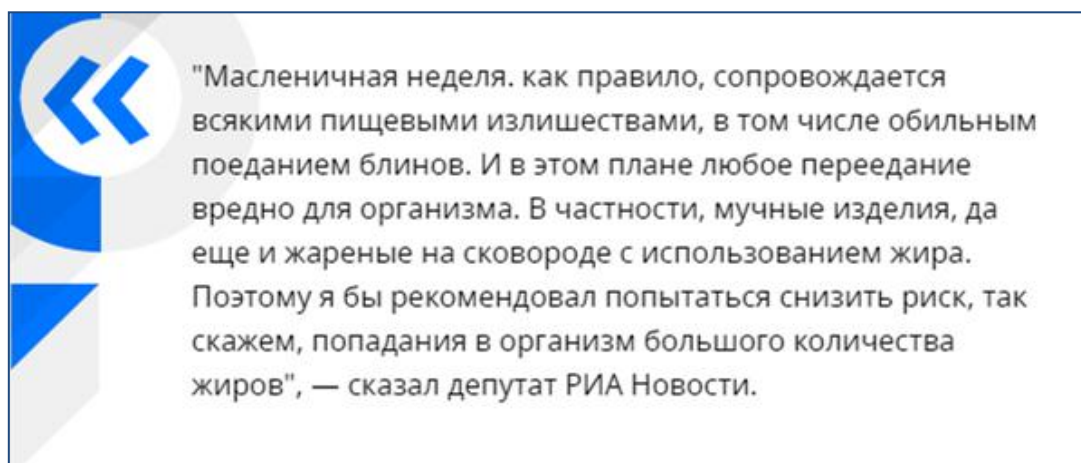 "Масленичная неделя. как правило, сопровождается
всякими пищевыми излишествами, в том числе обильным
поеданием блинов. И в этом плане любое переедание
вредно для организма. В частности, мучные изделия, да
еще и жареные на сковороде с использованием жира.
Поэтому я бы рекомендовал попытаться снизить риск, так
скажем, попадания в организм большого количества
жиров", — сказал депутат РИА Новости.